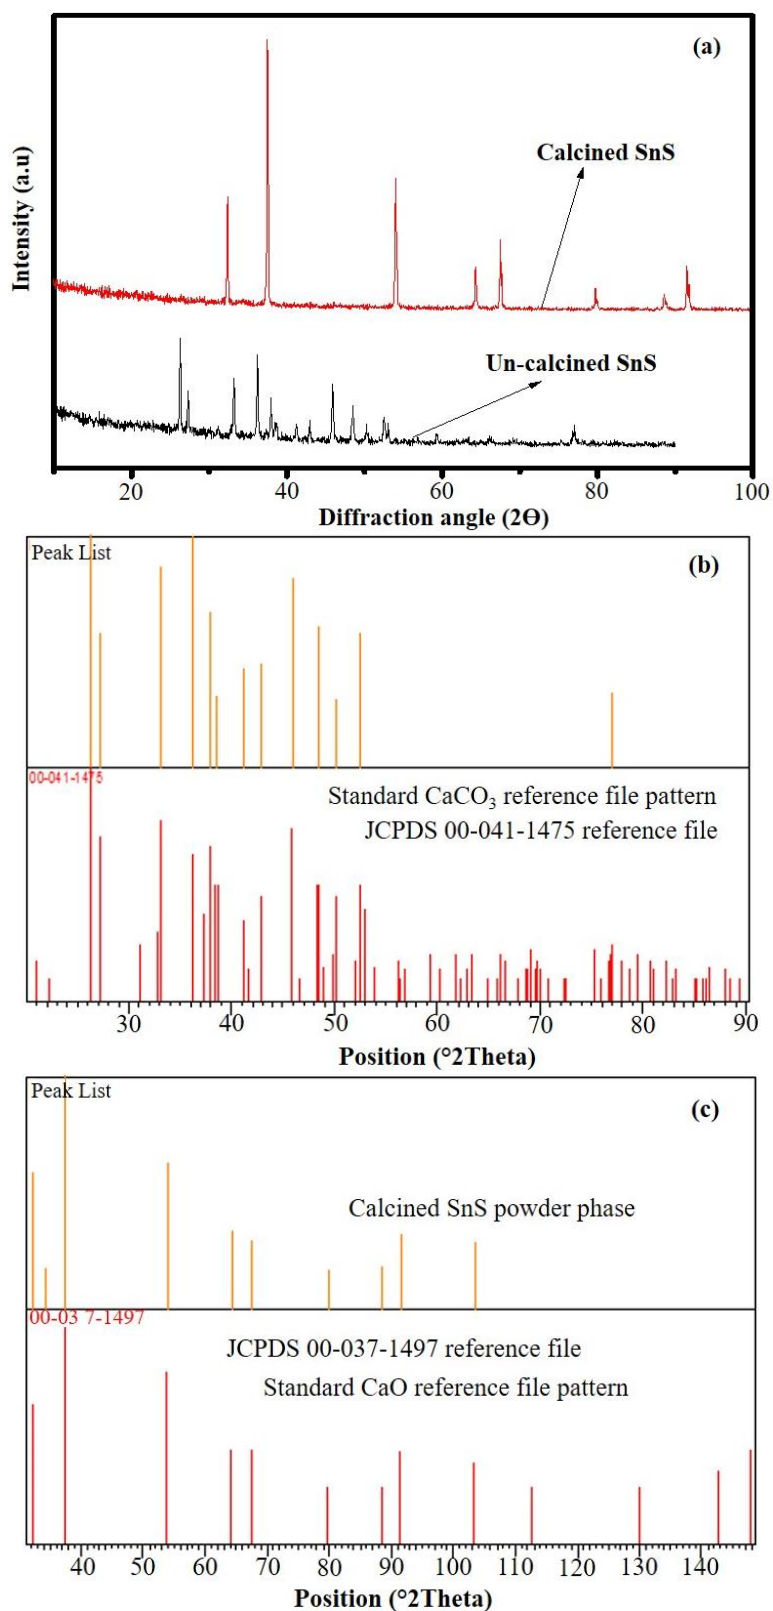 (a)
Calcined SnS
Un-calcined SnS
Intensity (a.u)
20 40 60 80 100
Diffraction angle (2ϴ)
Peak List
(b)
00-041-1475
Standard CaCO₃ reference file pattern
JCPDS 00-041-1475 reference file
30 40 50 60 70 80 90
Position (°2Theta)
Peak List
(c)
Calcined SnS powder phase
00-03 7-1497
JCPDS 00-037-1497 reference file
Standard CaO reference file pattern
40 50 60 70 80 90 100 110 120 130 140
Position (°2Theta)